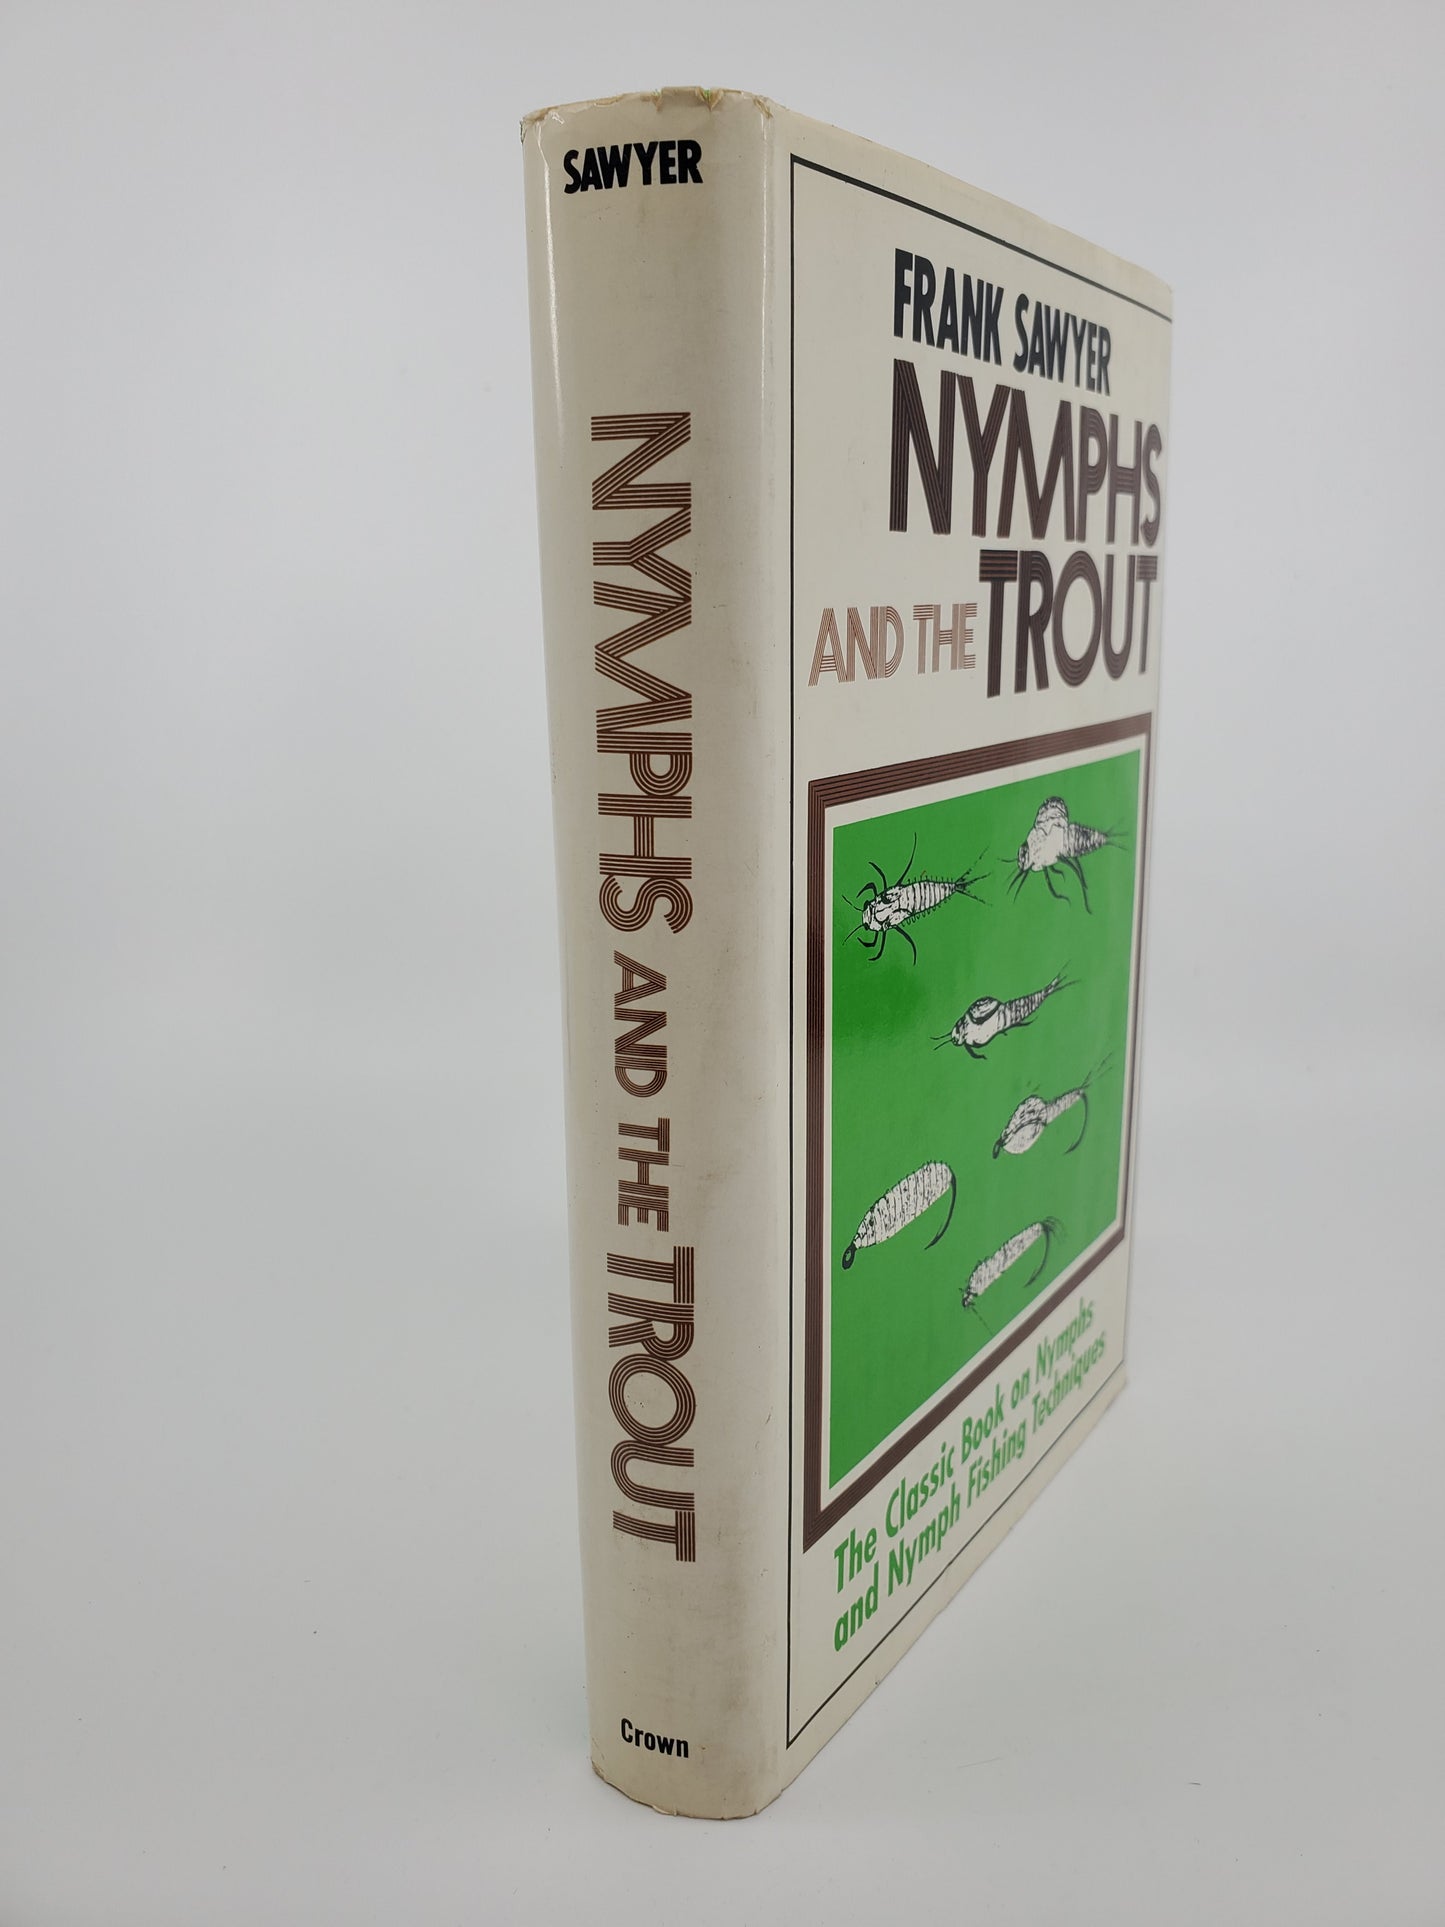 SAWYER
NYMPHS AND THE TROUT
Crown
FRANK SAWYER
NYMPHS
AND THE TROUT
The Classic Book on Nymphs
and Nymph Fishing Techniques